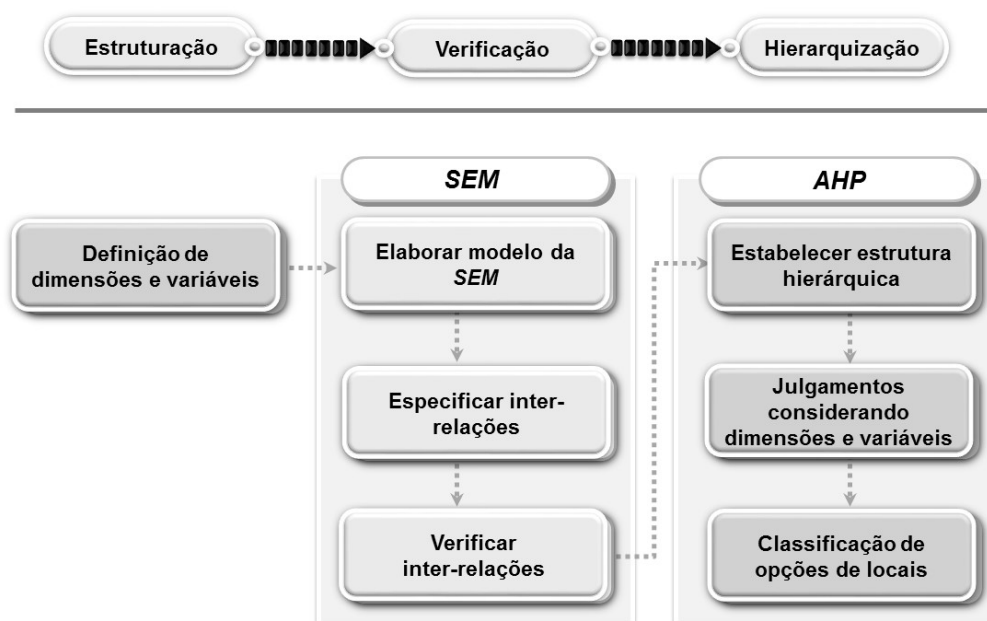 Estruturação
Verificação
Hierarquização
SEM
AHP
Definição de
dimensões e variáveis
Elaborar modelo da
SEM
Estabelecer estrutura
hierárquica
Especificar inter-
relações
Julgamentos
considerando
dimensões e variáveis
Verificar
inter-relações
Classificação de
opções de locais